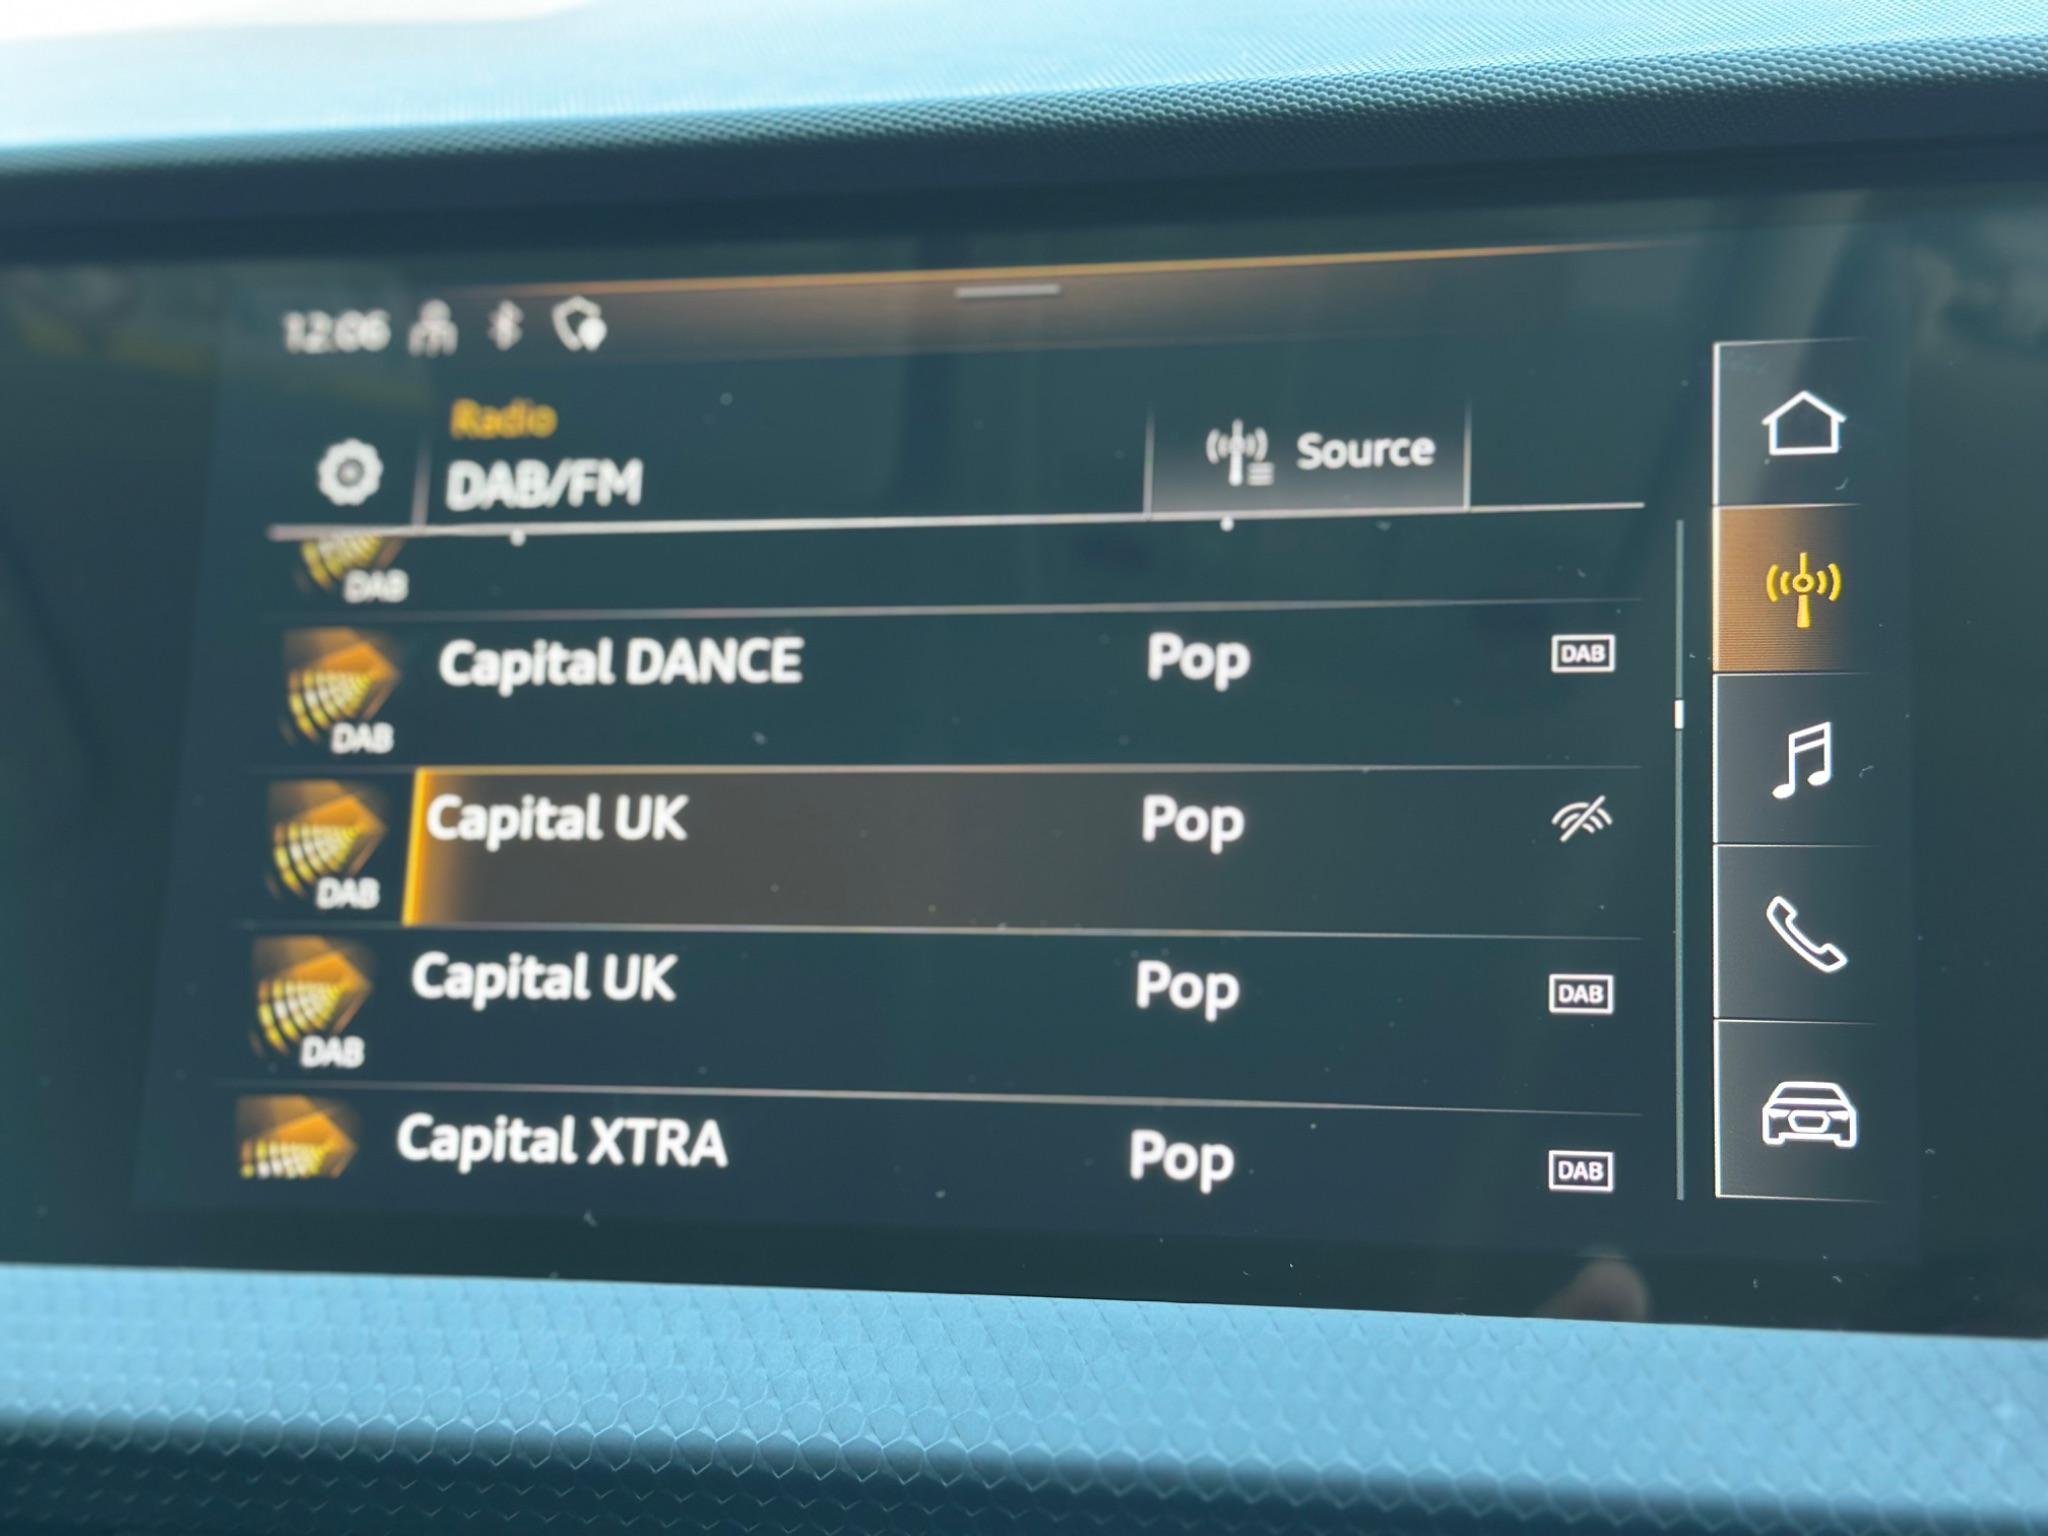 12:06
Radio
DAB/FM
Source
DAB
Capital DANCE Pop DAB
DAB
Capital UK Pop
DAB
Capital UK Pop DAB
DAB
Capital XTRA Pop DAB